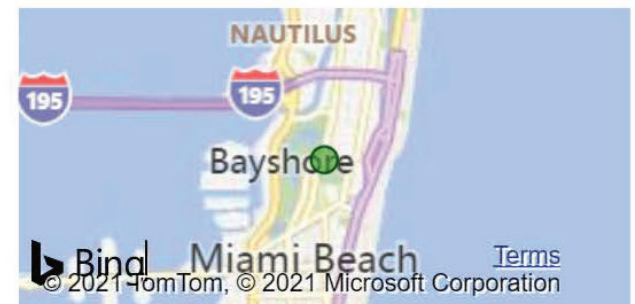 NAUTILUS
195
195
Bayshore
Bing
Miami Beach
Terms
© 2021 TomTom, © 2021 Microsoft Corporation